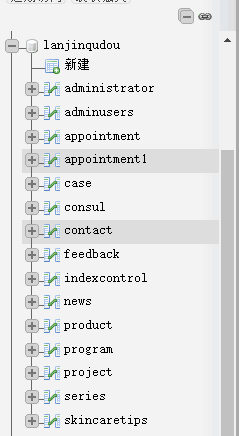 lanjinqudou
新建
administrator
adminusers
appointment
appointment1
case
consul
contact
feedback
indexcontrol
news
product
program
project
series
skincaretips